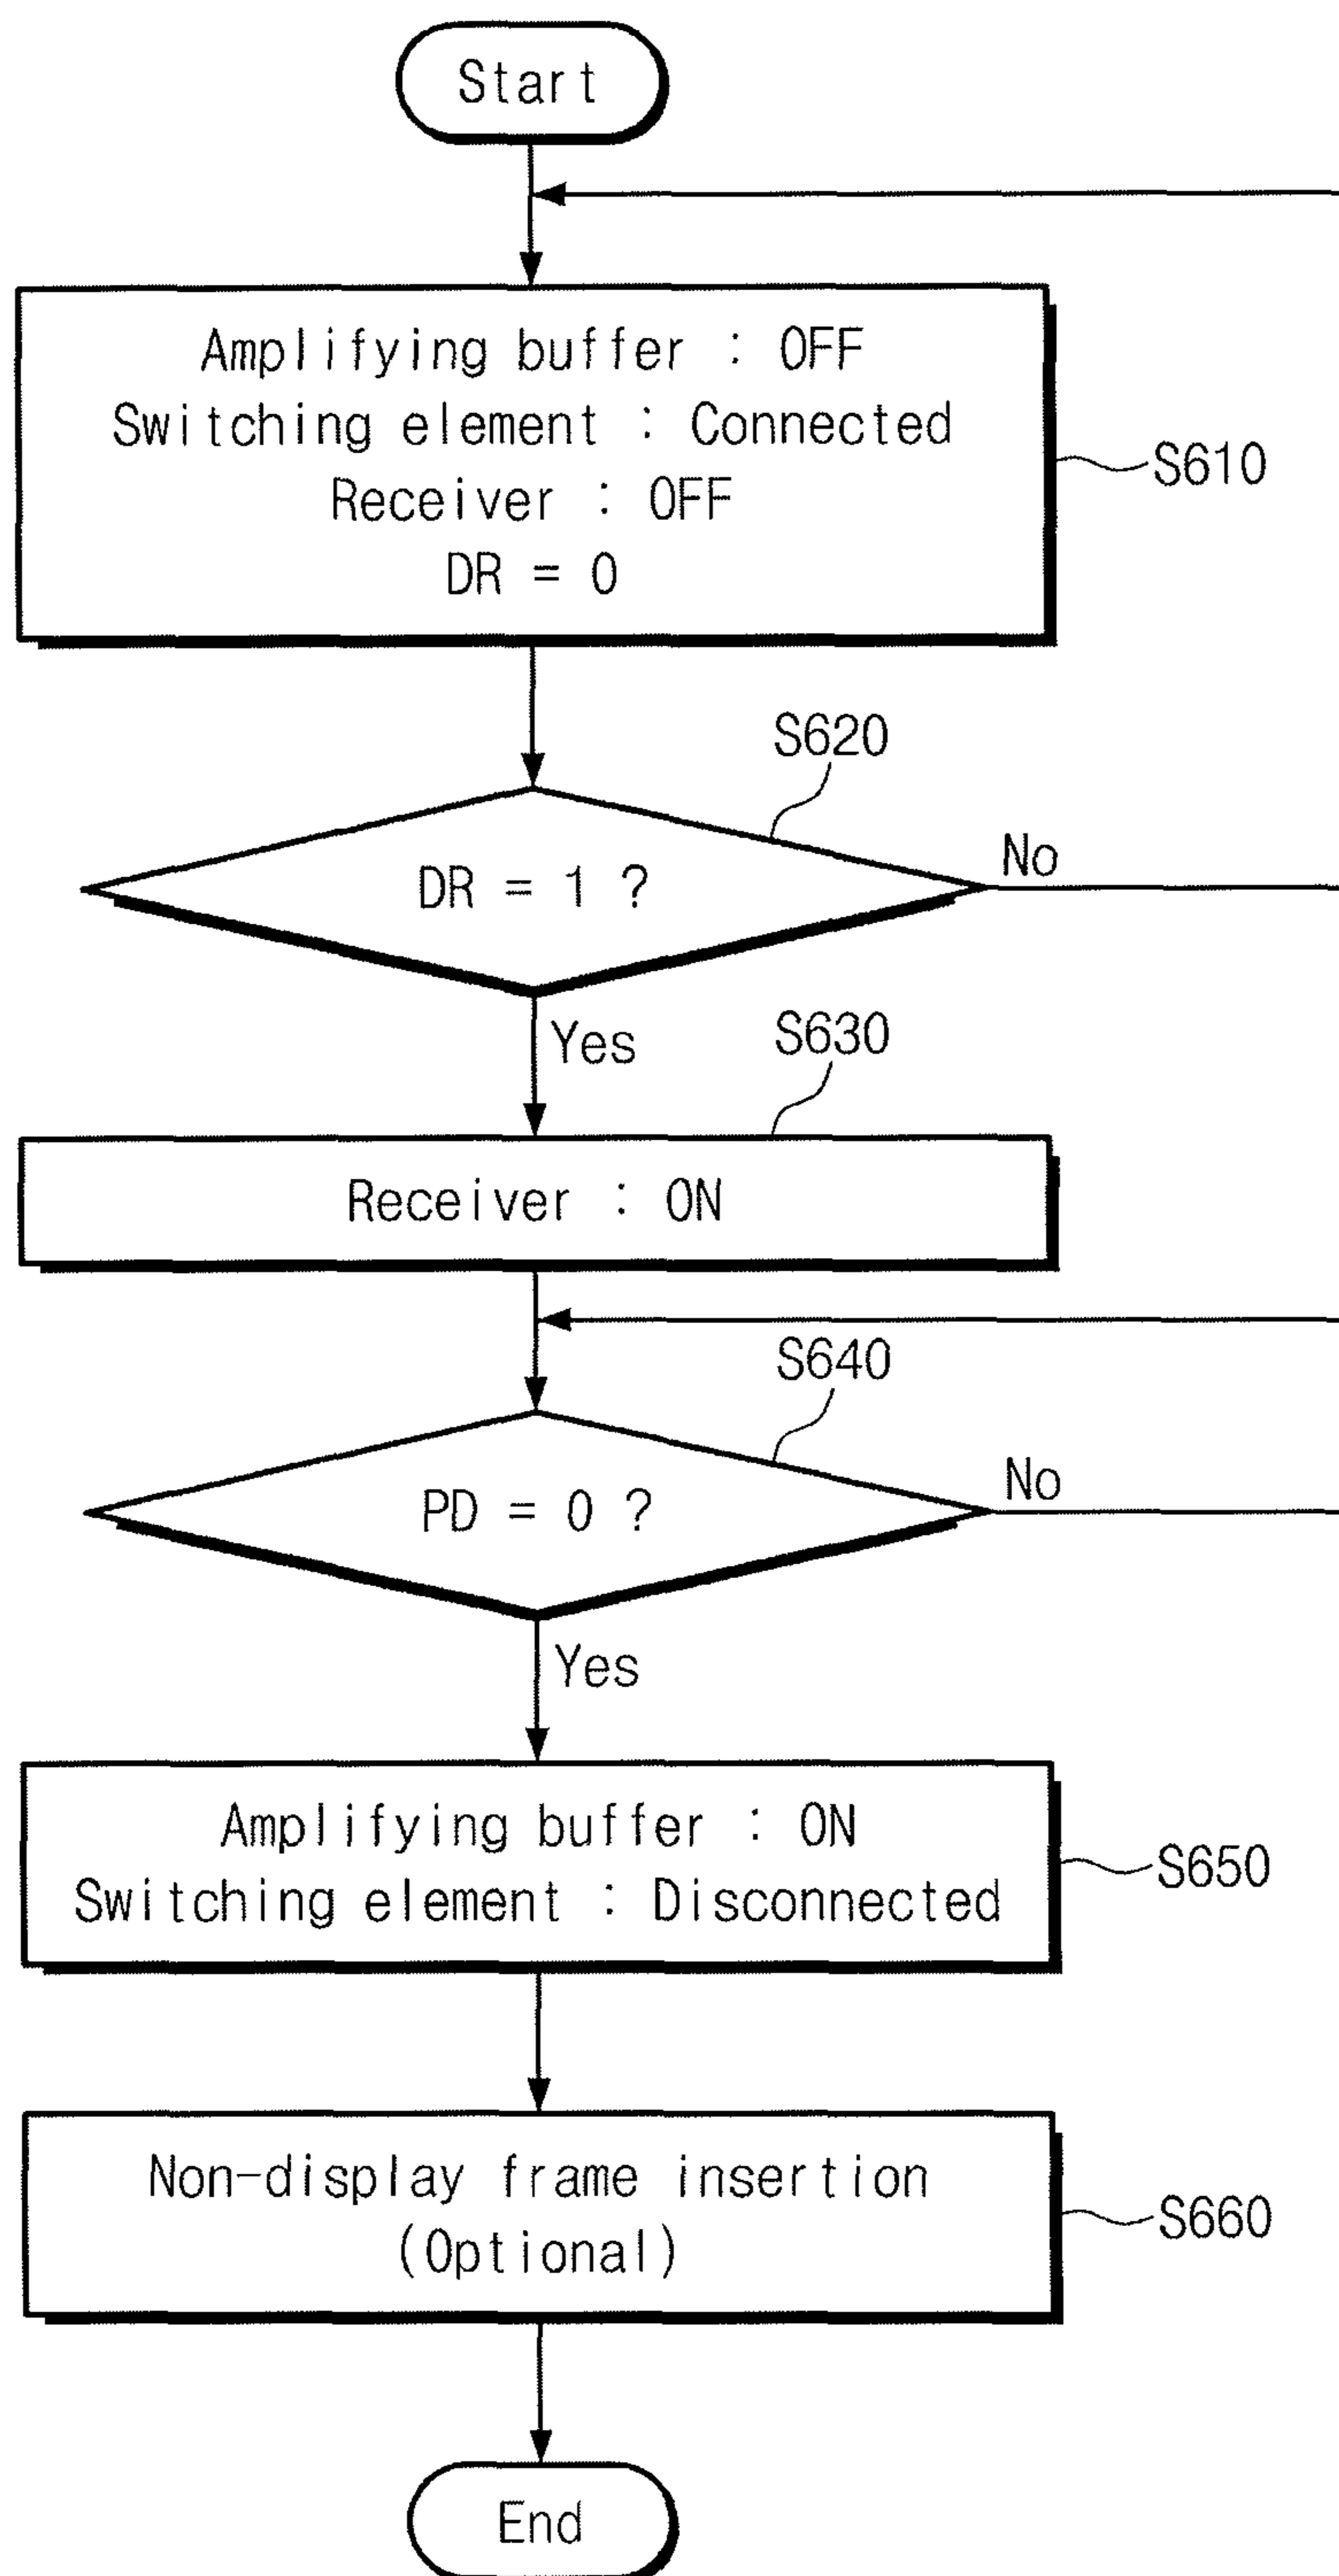 Start
Amplifying buffer : OFF
Switching element : Connected
Receiver : OFF
DR = 0
S610
S620
DR = 1 ?
No
Yes
S630
Receiver : ON
S640
PD = 0 ?
No
Yes
Amplifying buffer : ON
Switching element : Disconnected
S650
Non-display frame insertion
(Optional)
S660
End